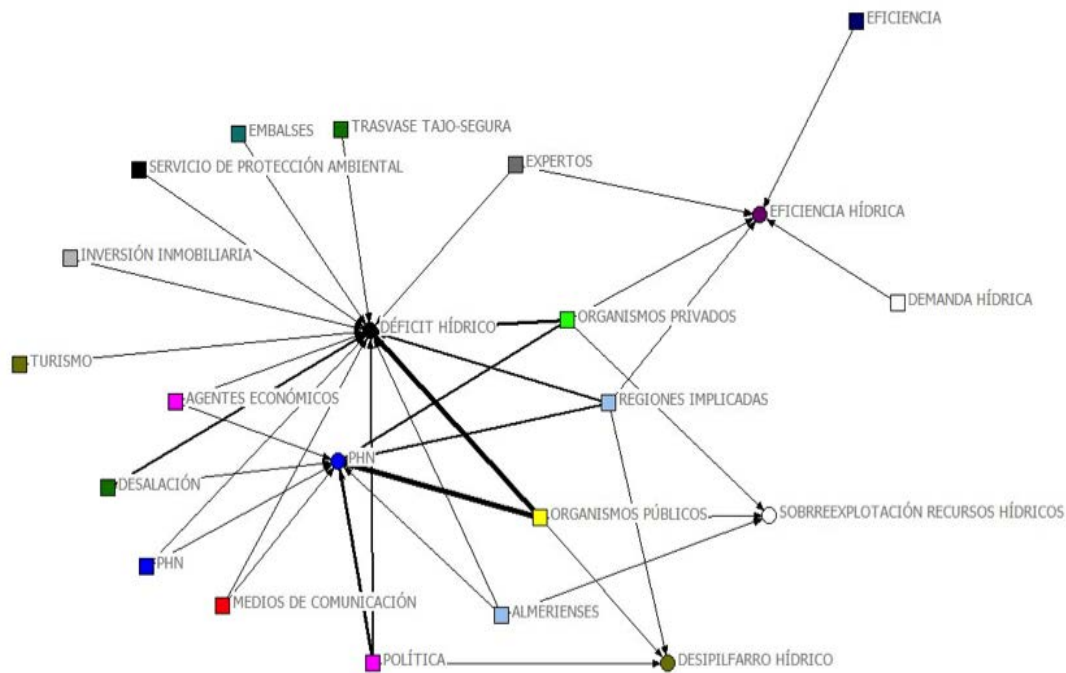 EFICIENCIA
TRASVASE TAJO-SEGURA
EMBALSES
SERVICIO DE PROTECCIÓN AMBIENTAL
EXPERTOS
EFICIENCIA HÍDRICA
INVERSIÓN INMOBILIARIA
DEMANDA HÍDRICA
ORGANISMOS PRIVADOS
DÉFICIT HÍDRICO
TURISMO
AGENTES ECONÓMICOS
REGIONES IMPLICADAS
PHN
DESALACIÓN
ORGANISMOS PÚBLICOS
SOBRREEXPLOTACIÓN RECURSOS HÍDRICOS
PHN
MEDIOS DE COMUNICACIÓN
ALMERIENSES
POLÍTICA
DESIPILFARRO HÍDRICO